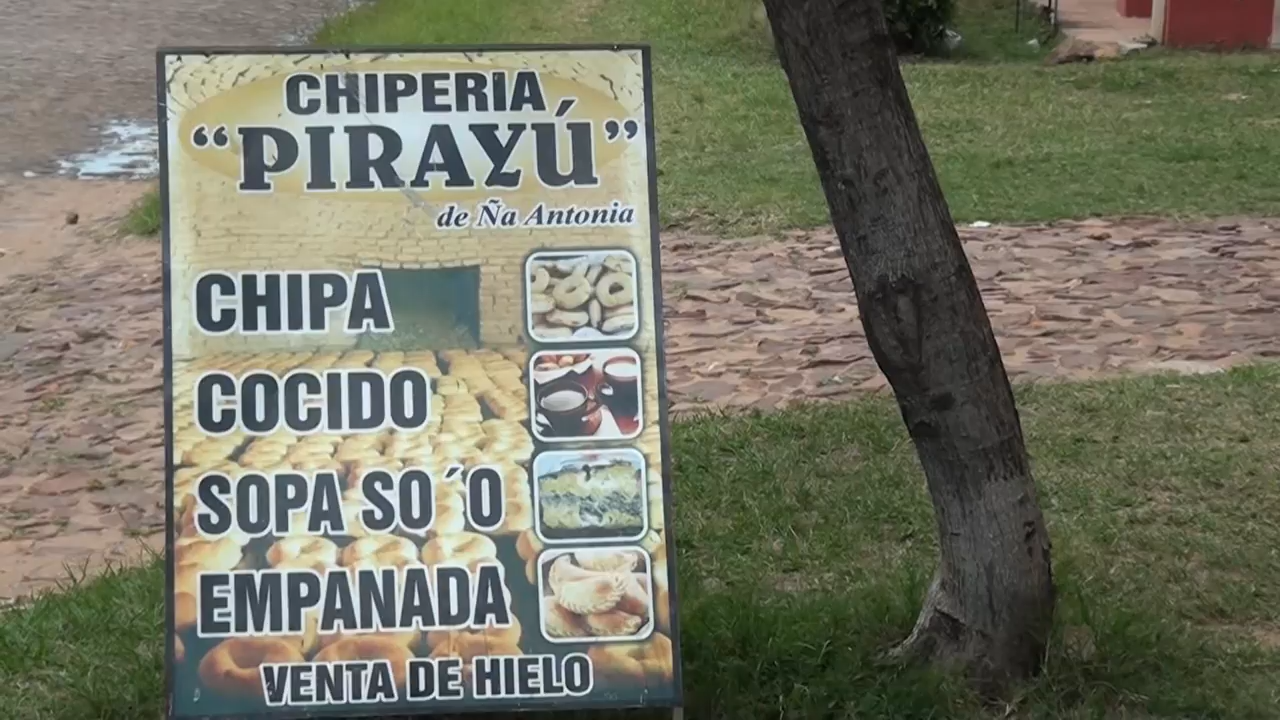 CHIPERIA
“PIRAYÚ”
de Ña Antonia
CHIPA
COCIDO
SOPA SO´O
EMPANADA
VENTA DE HIELO